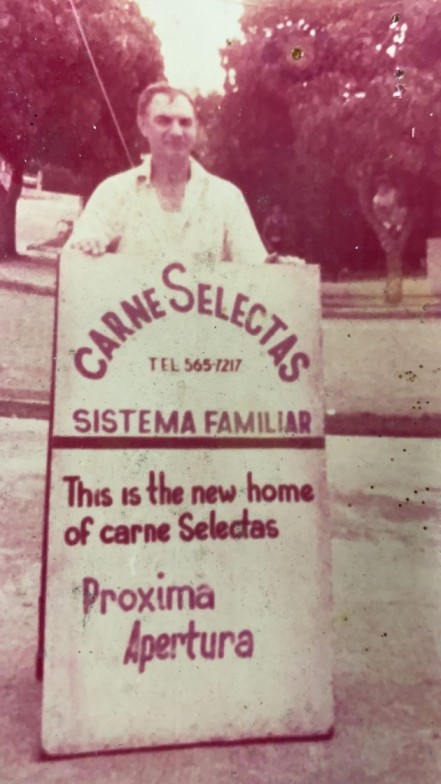 CARNE SELECTAS
TEL 565-7217
SISTEMA FAMILIAR
This is the new home
of carne Selectas
Proxima
Apertura